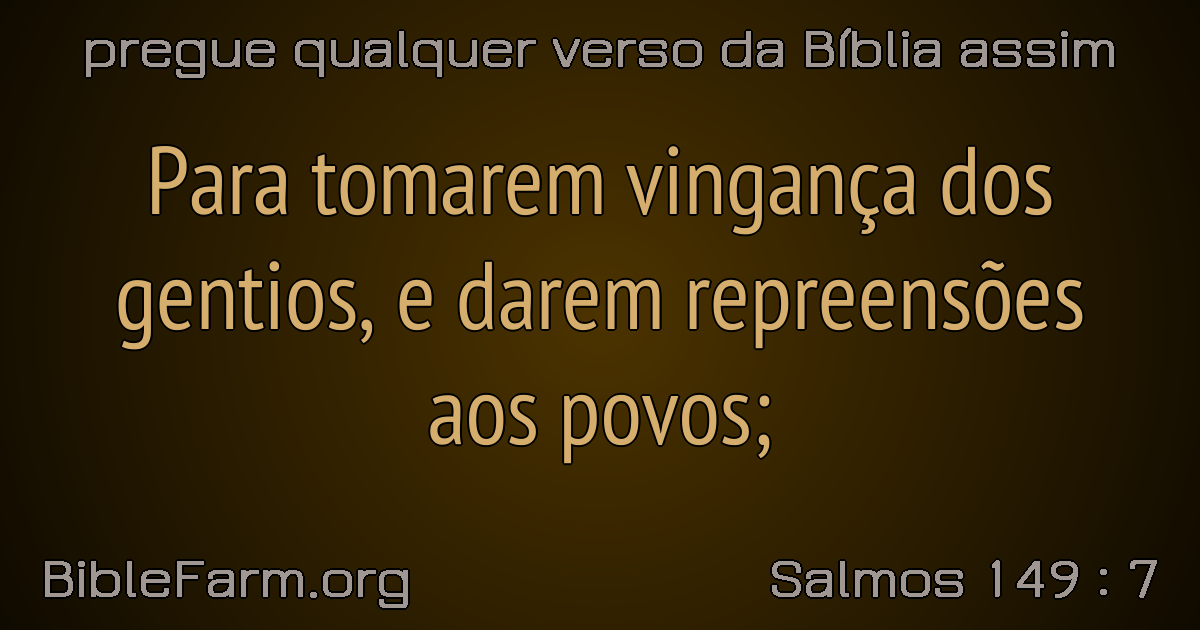 pregue qualquer verso da Bíblia assim
Para tomarem vingança dos
gentios, e darem repreensões
aos povos;
BibleFarm.org
Salmos 149 : 7